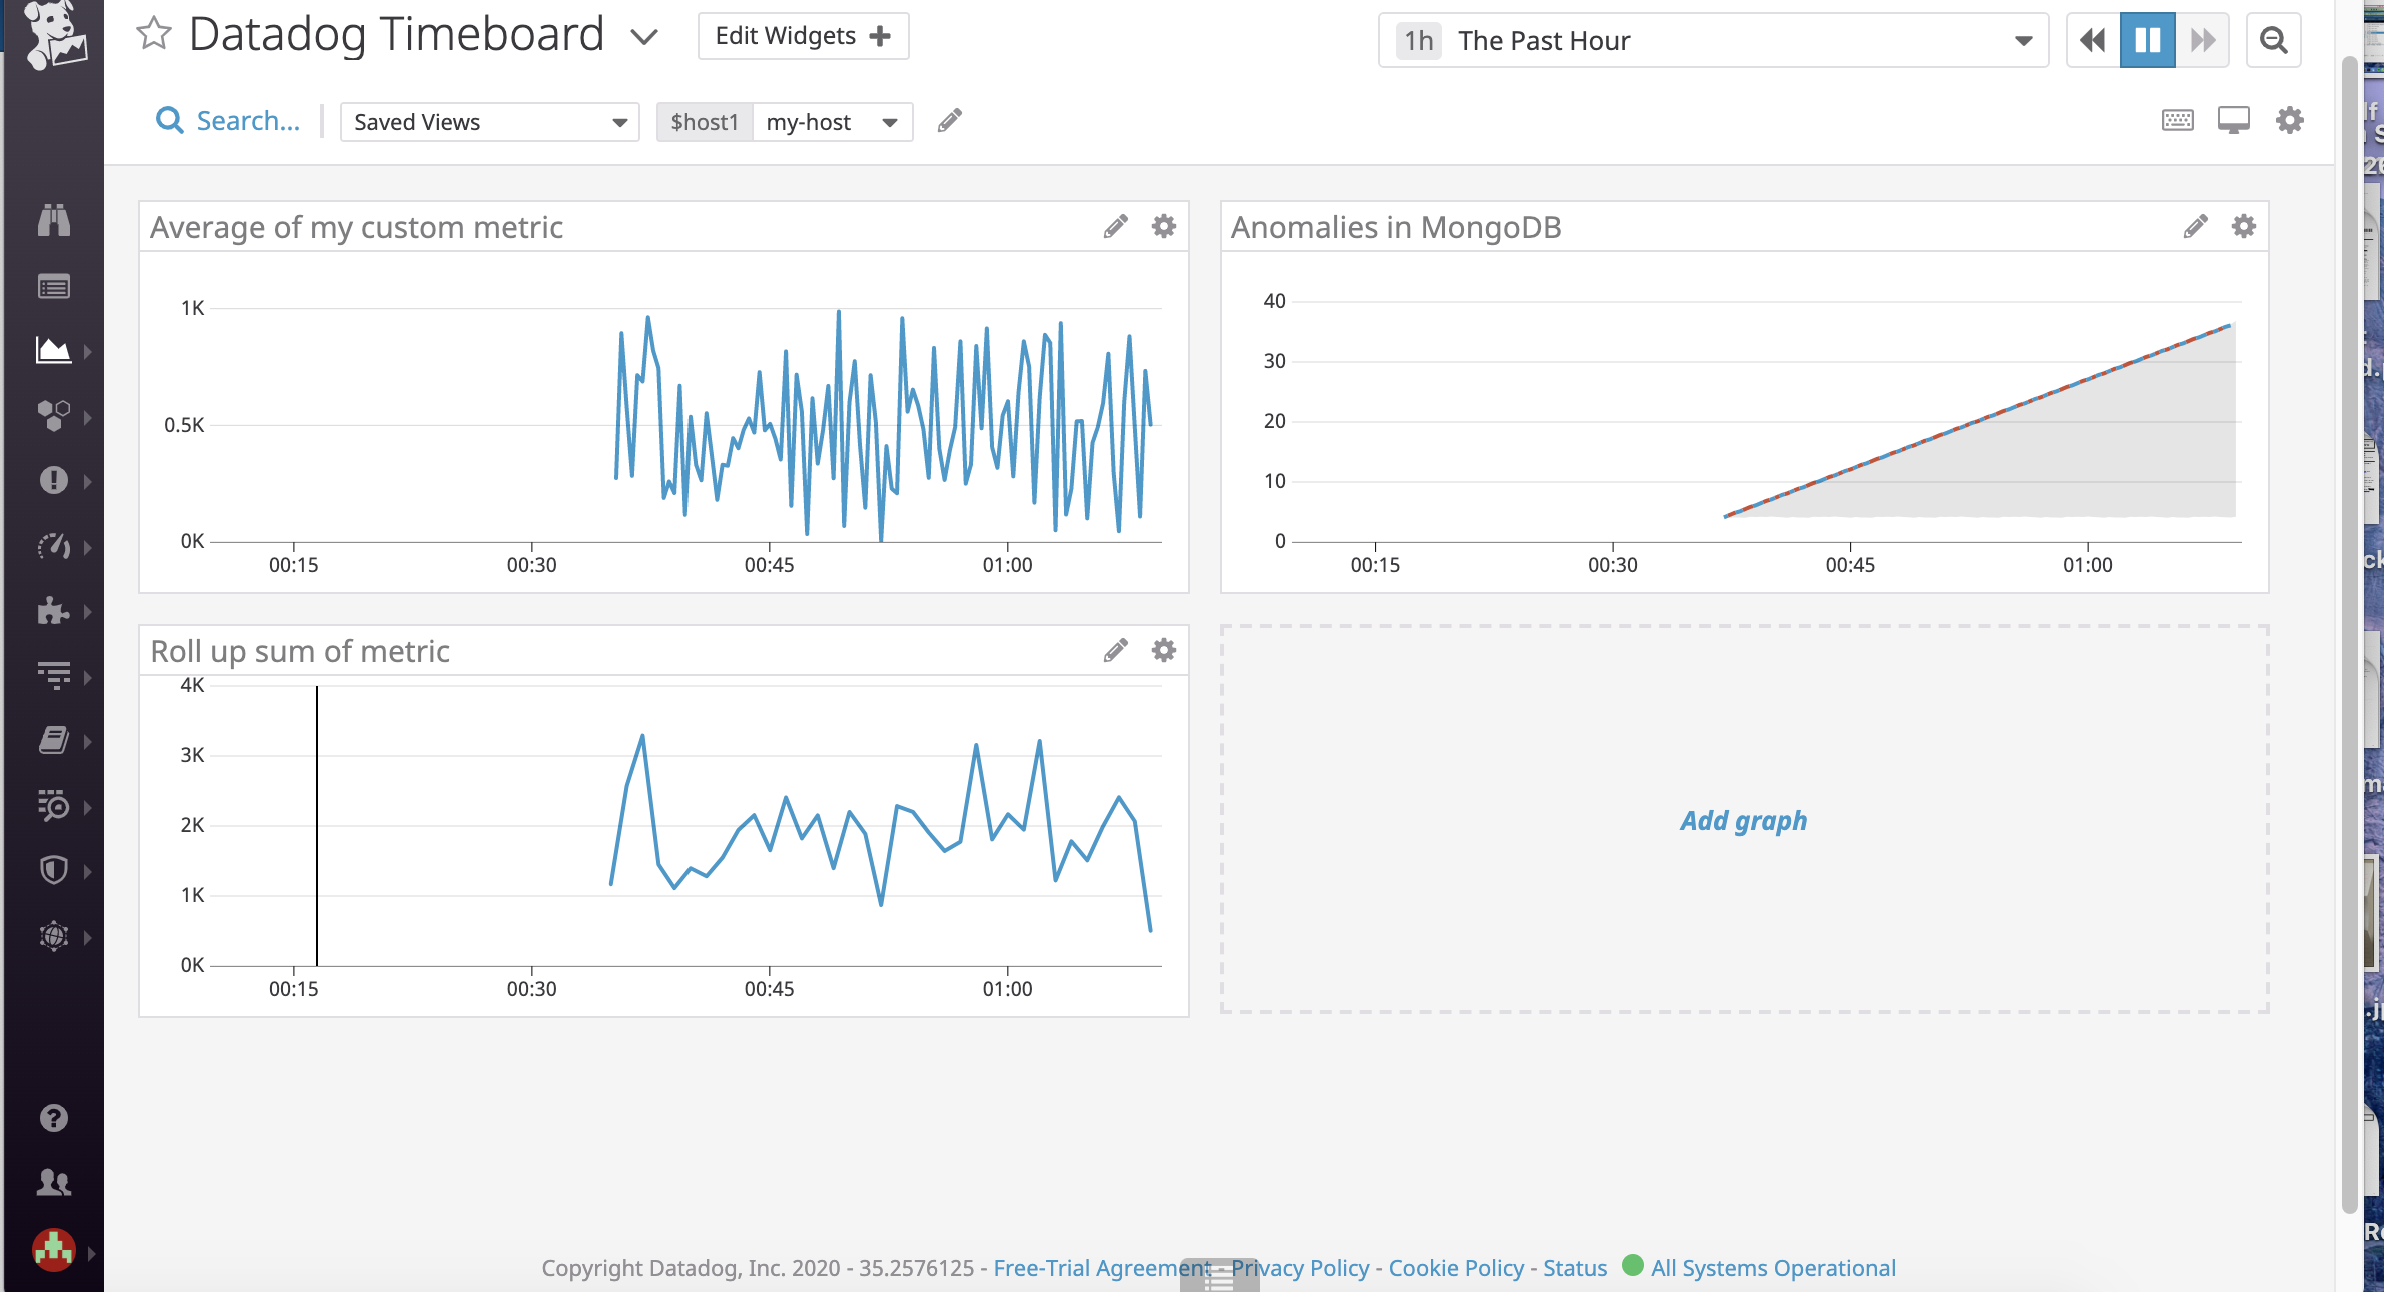 Datadog Timeboard
Edit Widgets
1h The Past Hour
Search...
Saved Views
$host1 my-host
Average of my custom metric
1K
0.5K
0K
00:15 00:30 00:45 01:00
Anomalies in MongoDB
40
30
20
10
0
00:15 00:30 00:45 01:00
Roll up sum of metric
4K
3K
2K
1K
0K
00:15 00:30 00:45 01:00
Add graph
Copyright Datadog, Inc. 2020 - 35.2576125 - Free-Trial Agreement - Privacy Policy - Cookie Policy - Status All Systems Operational